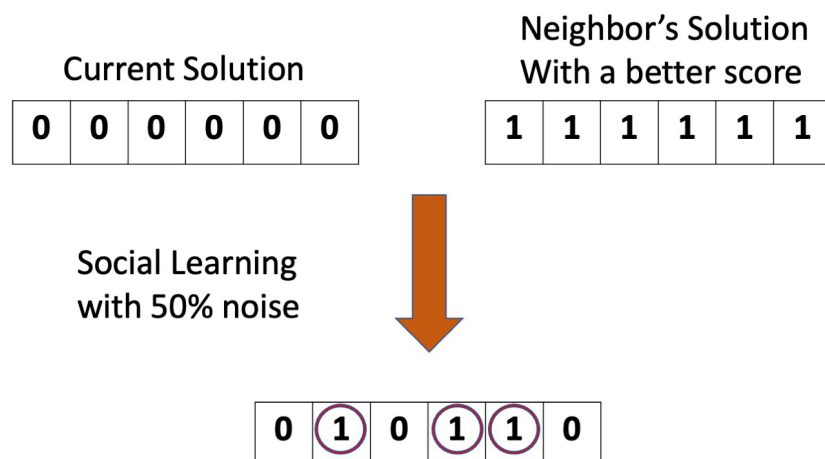 Current Solution
Neighbor's Solution
With a better score
0 0 0 0 0 0
1 1 1 1 1 1
Social Learning
with 50% noise
0 1 0 1 1 0